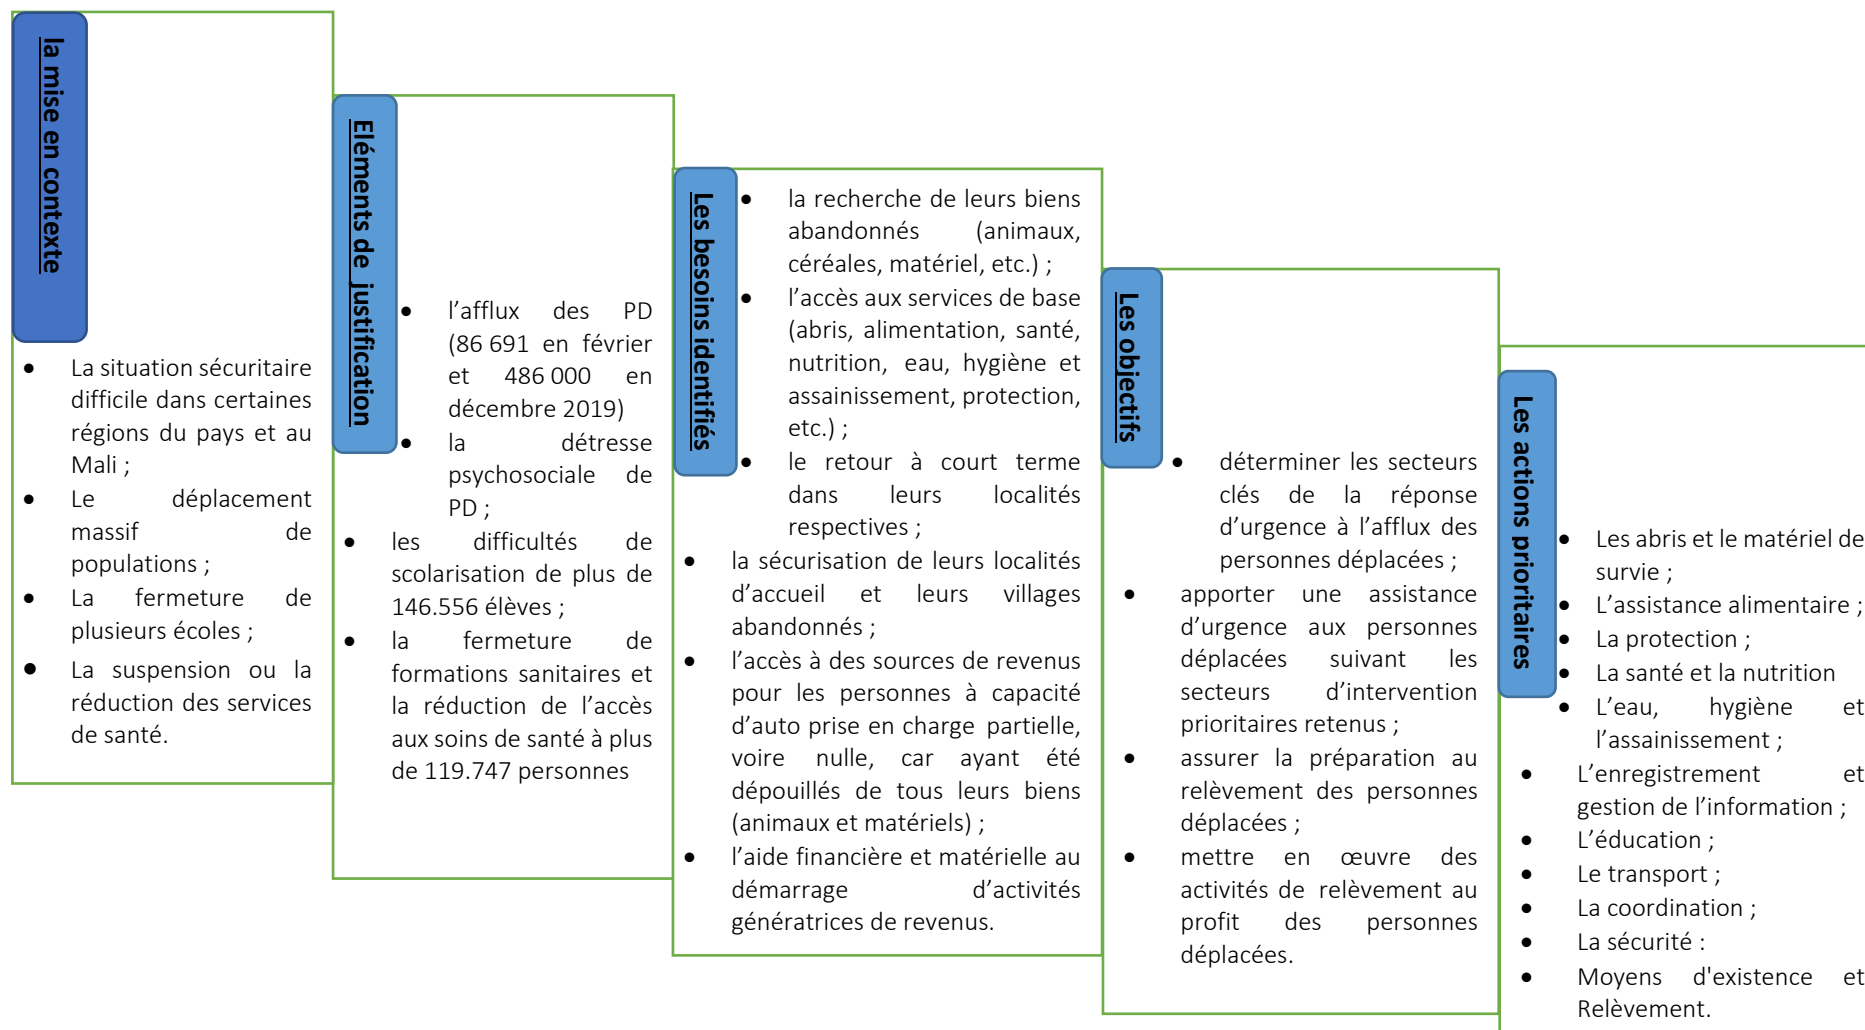 la mise en contexte
● La situation sécuritaire
difficile dans certaines
régions du pays et au
Mali ;
● Le déplacement
massif de
populations ;
● La fermeture de
plusieurs écoles ;
● La suspension ou la
réduction des services
de santé.
Eléments de justification
● l’afflux des PD
(86 691 en février
et 486 000 en
décembre 2019)
● la détresse
psychosociale de
PD ;
● les difficultés de
scolarisation de plus de
146.556 élèves ;
● la fermeture de
formations sanitaires et
la réduction de l’accès
aux soins de santé à plus
de 119.747 personnes
Les besoins identifiés
● la recherche de leurs biens
abandonnés (animaux,
céréales, matériel, etc.) ;
● l’accès aux services de base
(abris, alimentation, santé,
nutrition, eau, hygiène et
assainissement, protection,
etc.) ;
● le retour à court terme
dans leurs localités
respectives ;
● la sécurisation de leurs localités
d’accueil et leurs villages
abandonnés ;
● l’accès à des sources de revenus
pour les personnes à capacité
d’auto prise en charge partielle,
voire nulle, car ayant été
dépouillés de tous leurs biens
(animaux et matériels) ;
● l’aide financière et matérielle au
démarrage d’activités
génératrices de revenus.
Les objectifs
● déterminer les secteurs
clés de la réponse
d’urgence à l’afflux des
personnes déplacées ;
● apporter une assistance
d’urgence aux personnes
déplacées suivant les
secteurs d’intervention
prioritaires retenus ;
● assurer la préparation au
relèvement des personnes
déplacées ;
● mettre en œuvre des
activités de relèvement au
profit des personnes
déplacées.
Les actions prioritaires
● Les abris et le matériel de
survie ;
● L’assistance alimentaire ;
● La protection ;
● La santé et la nutrition
● L’eau, hygiène et
l’assainissement ;
● L’enregistrement et
gestion de l’information ;
● L’éducation ;
● Le transport ;
● La coordination ;
● La sécurité :
● Moyens d'existence et
Relèvement.